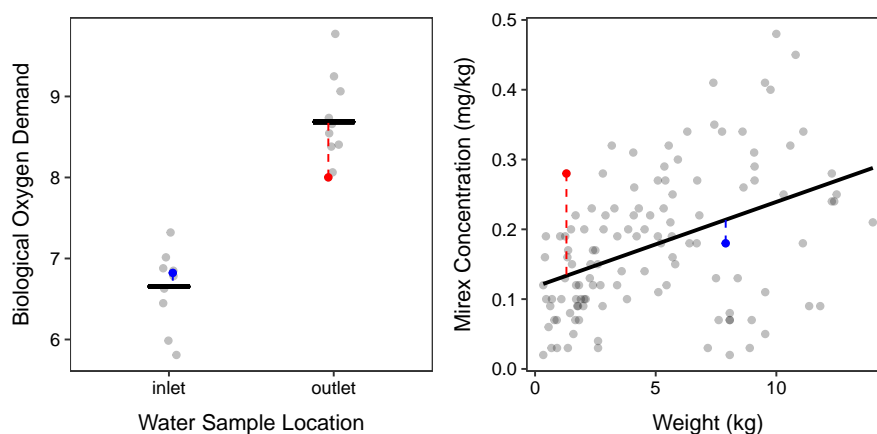 Biological Oxygen Demand
9
8
7
6
inlet
outlet
Water Sample Location
Mirex Concentration (mg/kg)
0.5
0.4
0.3
0.2
0.1
0.0
0
5
10
Weight (kg)